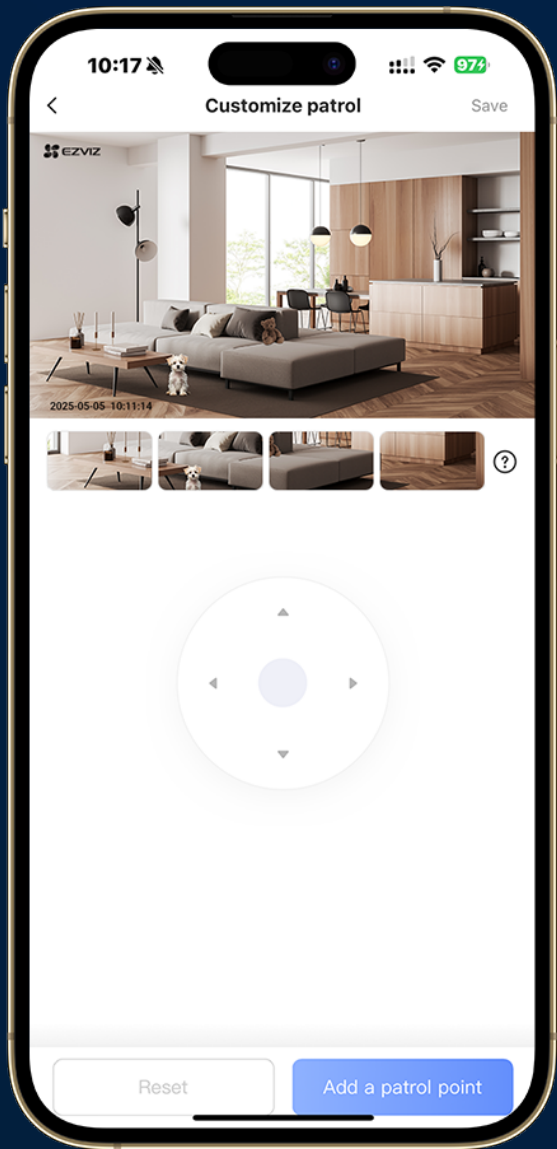 10:17
97
Customize patrol
Save
EZVIZ
2025-05-05 10:11:14
?
Reset
Add a patrol point